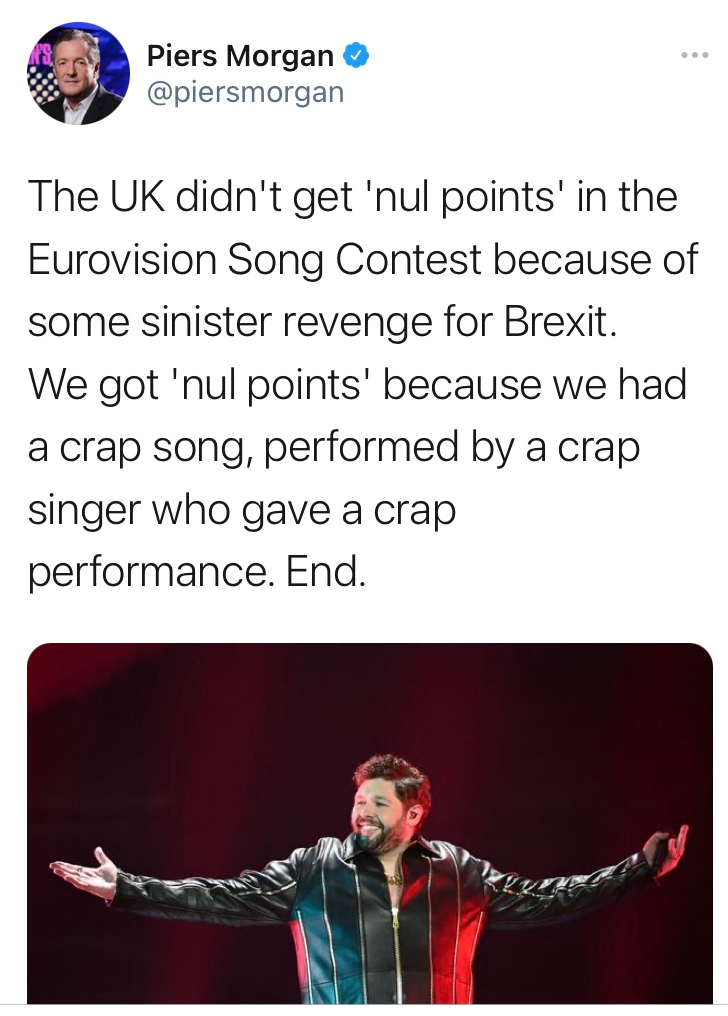 Piers Morgan
@piersmorgan
The UK didn't get 'nul points' in the
Eurovision Song Contest because of
some sinister revenge for Brexit.
We got 'nul points' because we had
a crap song, performed by a crap
singer who gave a crap
performance. End.